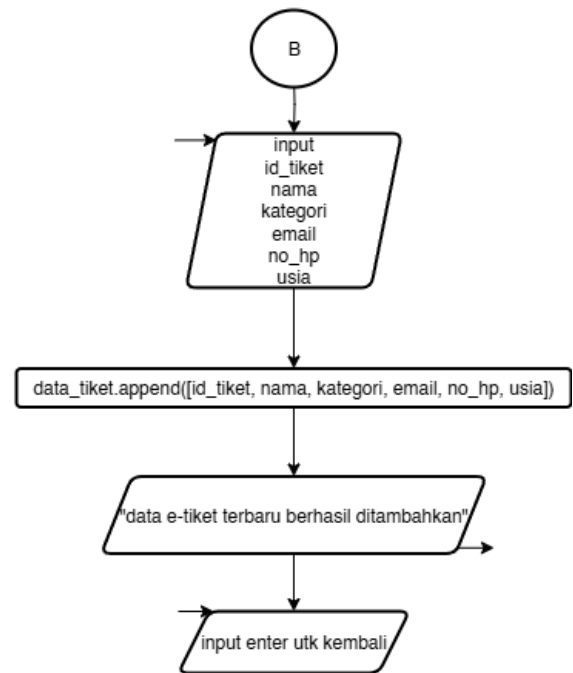 B
input
id_tiket
nama
kategori
email
no_hp
usia
data_tiket.append([id_tiket, nama, kategori, email, no_hp, usia])
"data e-tiket terbaru berhasil ditambahkan"
input enter utk kembali